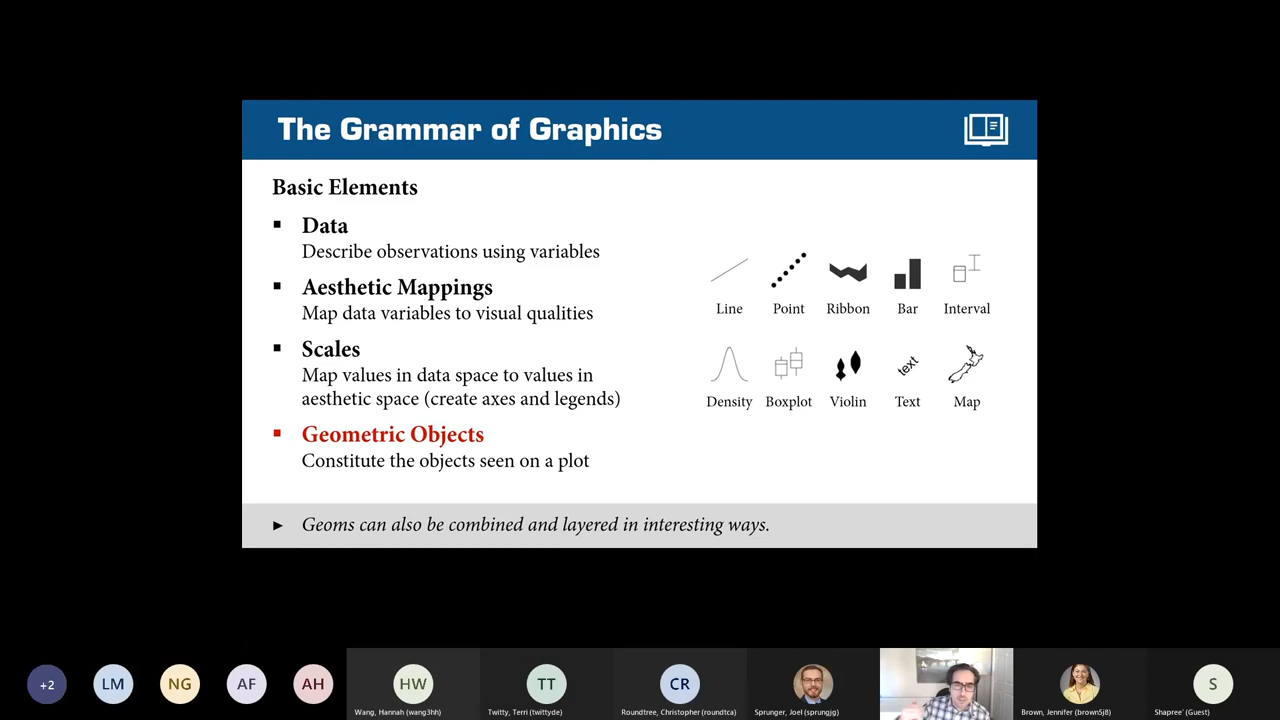 The Grammar of Graphics
Basic Elements
Data
Describe observations using variables
Aesthetic Mappings
Map data variables to visual qualities
Scales
Map values in data space to values in
aesthetic space (create axes and legends)
Geometric Objects
Constitute the objects seen on a plot
Line Point Ribbon Bar Interval
text
Density Boxplot Violin Text Map
Geoms can also be combined and layered in interesting ways.
+2 LM NG AF AH HW TT CR S
Wang, Hannah (wang3hh) Twitty, Terri (twittyde) Roundtree, Christopher (roundtca) Sprunger, Joel (sprungjg) Brown, Jennifer (brown5j8) Shapree' (Guest)